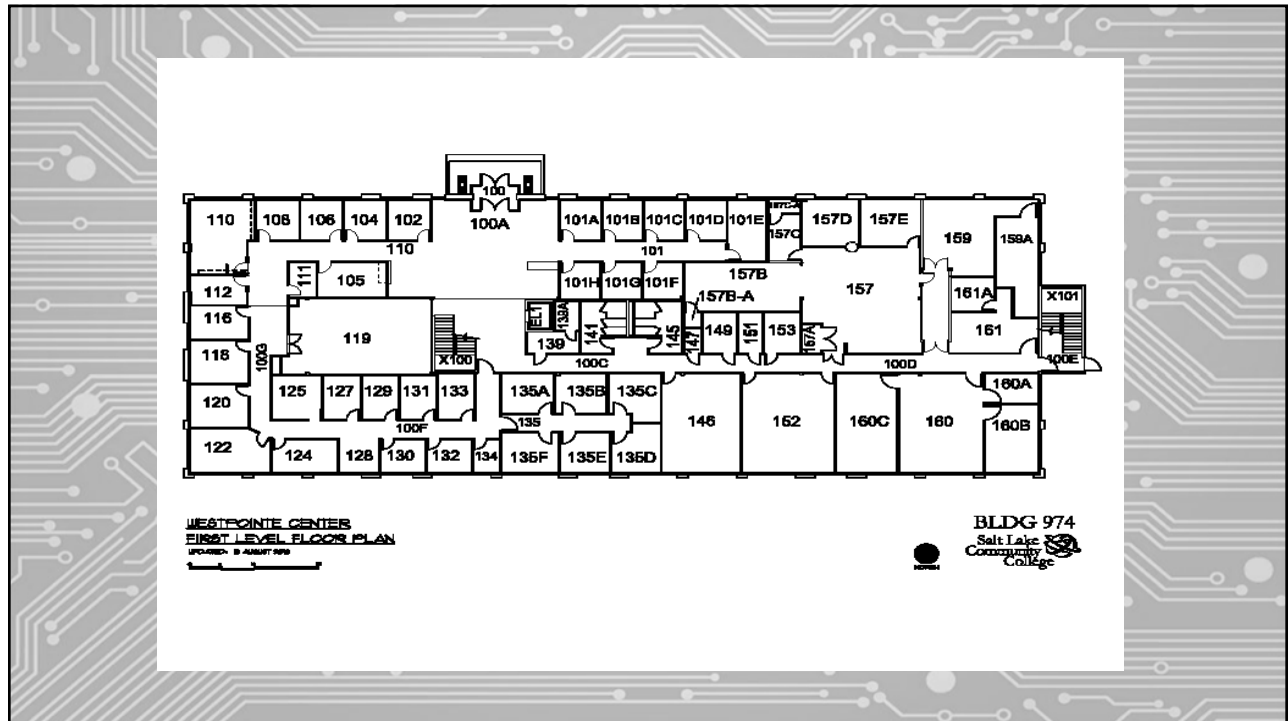 100
110 108 106 104 102 100A 101A 101B 101C 101D 101E 157C 157D 157E 159 159A
110 101
112 111 105 101H 101G 101F 157B 157 161A X101
157B-A
116 119 EL1 139A 141 145 147 149 151 153 157A 161
118 100G X100 139 100C 100D 100E
125 127 129 131 133 135A 135B 135C 146 152 160C 160 160A
120 100F 135 160B
122 124 128 130 132 134 135F 135E 135D
WESTPOINTE CENTER
FIRST LEVEL FLOOR PLAN
BLDG 974
Salt Lake
Community
College
NORTH